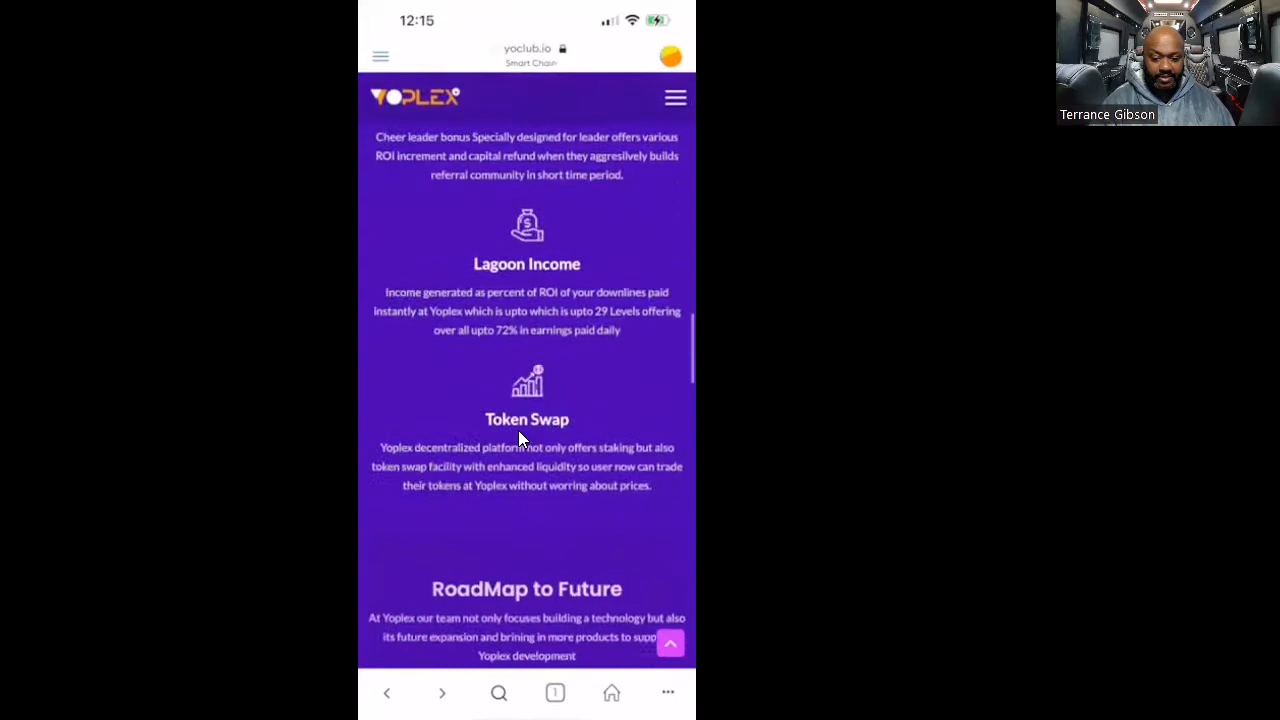 12:15
yoclub.io
Smart Chain
YOPLEX
Cheer leader bonus Specially designed for leader offers various
ROI increment and capital refund when they aggresilvely builds
referral community in short time period.
Lagoon Income
Income generated as percent of ROI of your downlines paid
instantly at Yoplex which is upto which is upto 29 Levels offering
over all upto 72% in earnings paid daily
Token Swap
Yoplex decentralized platform not only offers staking but also
token swap facility with enhanced liquidity so user now can trade
their tokens at Yoplex without worring about prices.
RoadMap to Future
At Yoplex our team not only focuses building a technology but also
its future expansion and brining in more products to
Yoplex development
1
Terrance Gibson